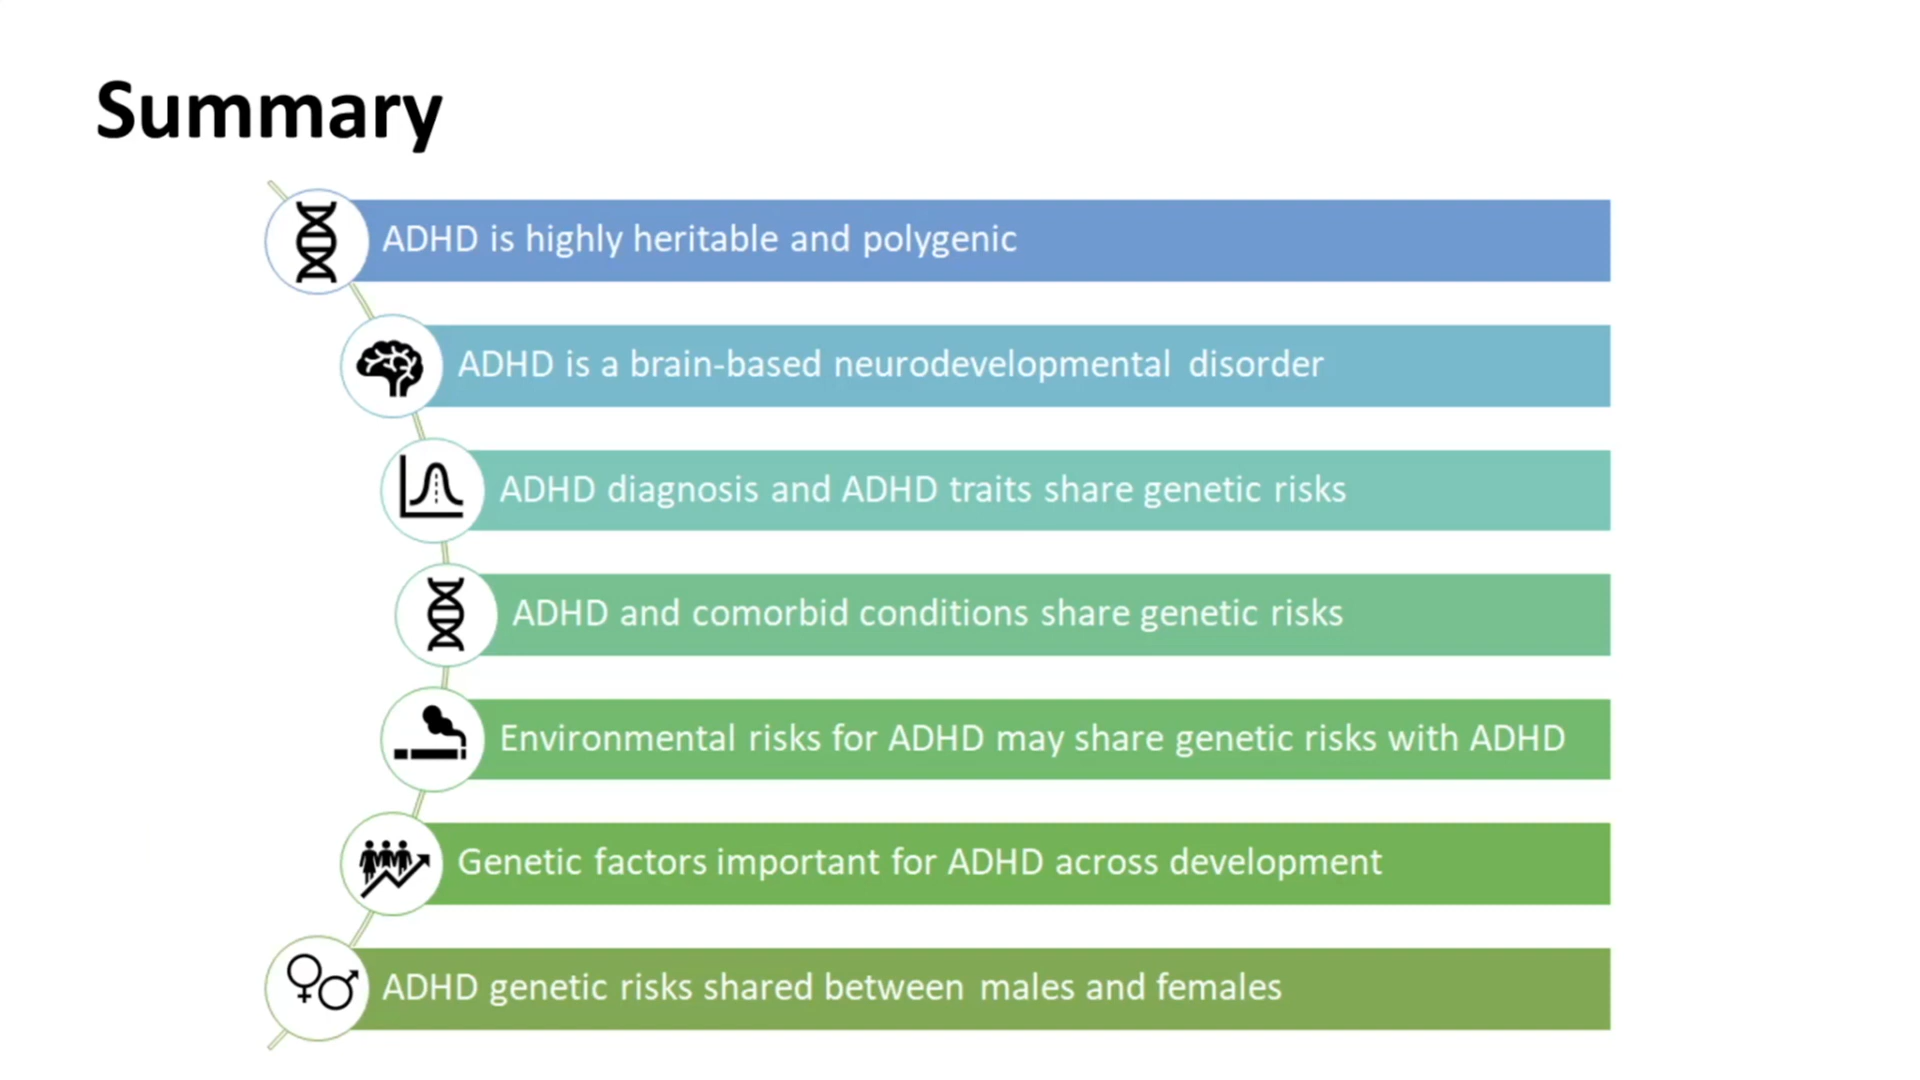 Summary
ADHD is highly heritable and polygenic
ADHD is a brain-based neurodevelopmental disorder
ADHD diagnosis and ADHD traits share genetic risks
ADHD and comorbid conditions share genetic risks
Environmental risks for ADHD may share genetic risks with ADHD
Genetic factors important for ADHD across development
ADHD genetic risks shared between males and females